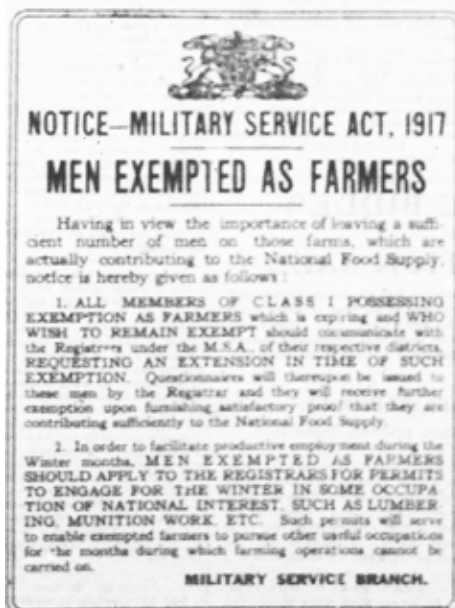 NOTICE—MILITARY SERVICE ACT, 1917
MEN EXEMPTED AS FARMERS
Having in view the importance of leaving a suffi-
cient number of men on those farms, which are
actually contributing to the National Food Supply,
notice is hereby given as follows :
1. ALL MEMBERS OF CLASS I POSSESSING
EXEMPTION AS FARMERS which is expiring and WHO
WISH TO REMAIN EXEMPT should communicate with
the Registrars under the M.S.A., of their respective districts,
REQUESTING AN EXTENSION IN TIME OF SUCH
EXEMPTION. Questionnaires will thereupon be issued to
these men by the Registrar and they will receive further
exemption upon furnishing satisfactory proof that they are
contributing sufficiently to the National Food Supply.
2. In order to facilitate productive employment during the
Winter months, MEN EXEMPTED AS FARMERS
SHOULD APPLY TO THE REGISTRARS FOR PERMITS
TO ENGAGE FOR THE WINTER IN SOME OCCUPA-
TION OF NATIONAL INTEREST, SUCH AS LUMBER-
ING, MUNITION WORK, ETC. Such permits will serve
to enable exempted farmers to pursue other useful occupations
for the months during which farming operations cannot be
carried on.
MILITARY SERVICE BRANCH.